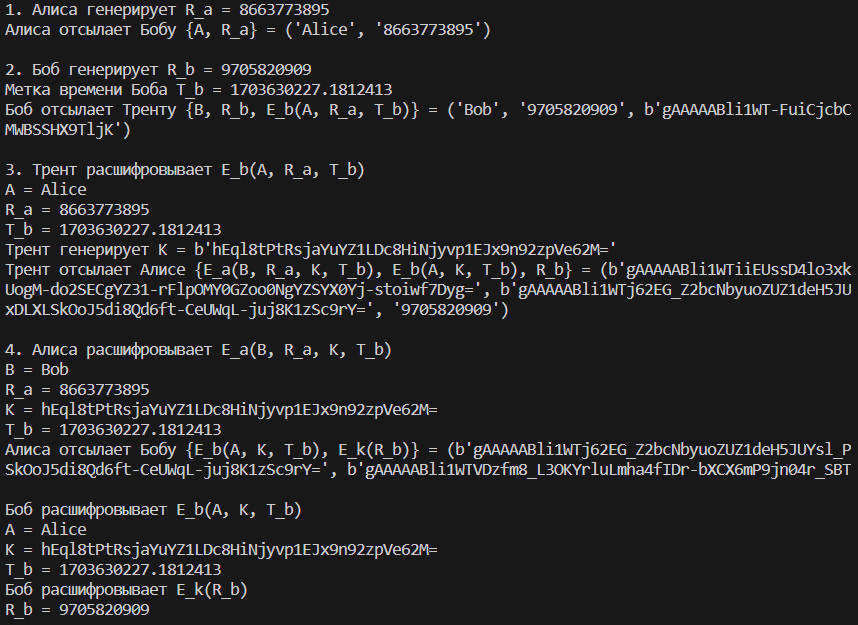 1. Алиса генерирует R_a = 8663773895
Алиса отсылает Бобу {A, R_a} = ('Alice', '8663773895')
2. Боб генерирует R_b = 9705820909
Метка времени Боба T_b = 1703630227.1812413
Боб отсылает Тренту {B, R_b, E_b(A, R_a, T_b)} = ('Bob', '9705820909', b'gAAAAABli1WT-FuiCjcbC
MWBSSHX9TljK')
3. Трент расшифровывает E_b(A, R_a, T_b)
A = Alice
R_a = 8663773895
T_b = 1703630227.1812413
Трент генерирует K = b'hEql8tPtRsjaYuYZ1LDc8HiNjyvp1EJx9n92zpVe62M='
Трент отсылает Алисе {E_a(B, R_a, K, T_b), E_b(A, K, T_b), R_b} = (b'gAAAAABli1WTiiEUssD4lo3xk
UogM-do2SECgYZ31-rFlpOMY0GZoo0NgYZSYX0Yj-stoiwf7Dyg=', b'gAAAAABli1WTj62EG_Z2bcNbyuoZUZ1deH5JU
xDLXLSkOoJ5di8Qd6ft-CeUWqL-juj8K1zSc9rY=', '9705820909')
4. Алиса расшифровывает E_a(B, R_a, K, T_b)
B = Bob
R_a = 8663773895
K = hEql8tPtRsjaYuYZ1LDc8HiNjyvp1EJx9n92zpVe62M=
T_b = 1703630227.1812413
Алиса отсылает Бобу {E_b(A, K, T_b), E_k(R_b)} = (b'gAAAAABli1WTj62EG_Z2bcNbyuoZUZ1deH5JUYsl_P
SkOoJ5di8Qd6ft-CeUWqL-juj8K1zSc9rY=', b'gAAAAABli1WTVDzfm8_L3OKYrluLmha4fIDr-bXCX6mP9jn04r_SBT
Боб расшифровывает E_b(A, K, T_b)
A = Alice
K = hEql8tPtRsjaYuYZ1LDc8HiNjyvp1EJx9n92zpVe62M=
T_b = 1703630227.1812413
Боб расшифровывает E_k(R_b)
R_b = 9705820909